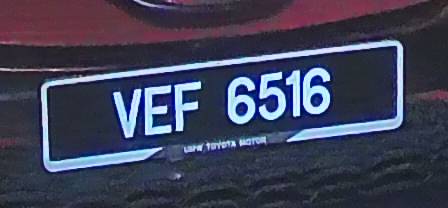 VEF 6516
UMW TOYOTA MOTOR